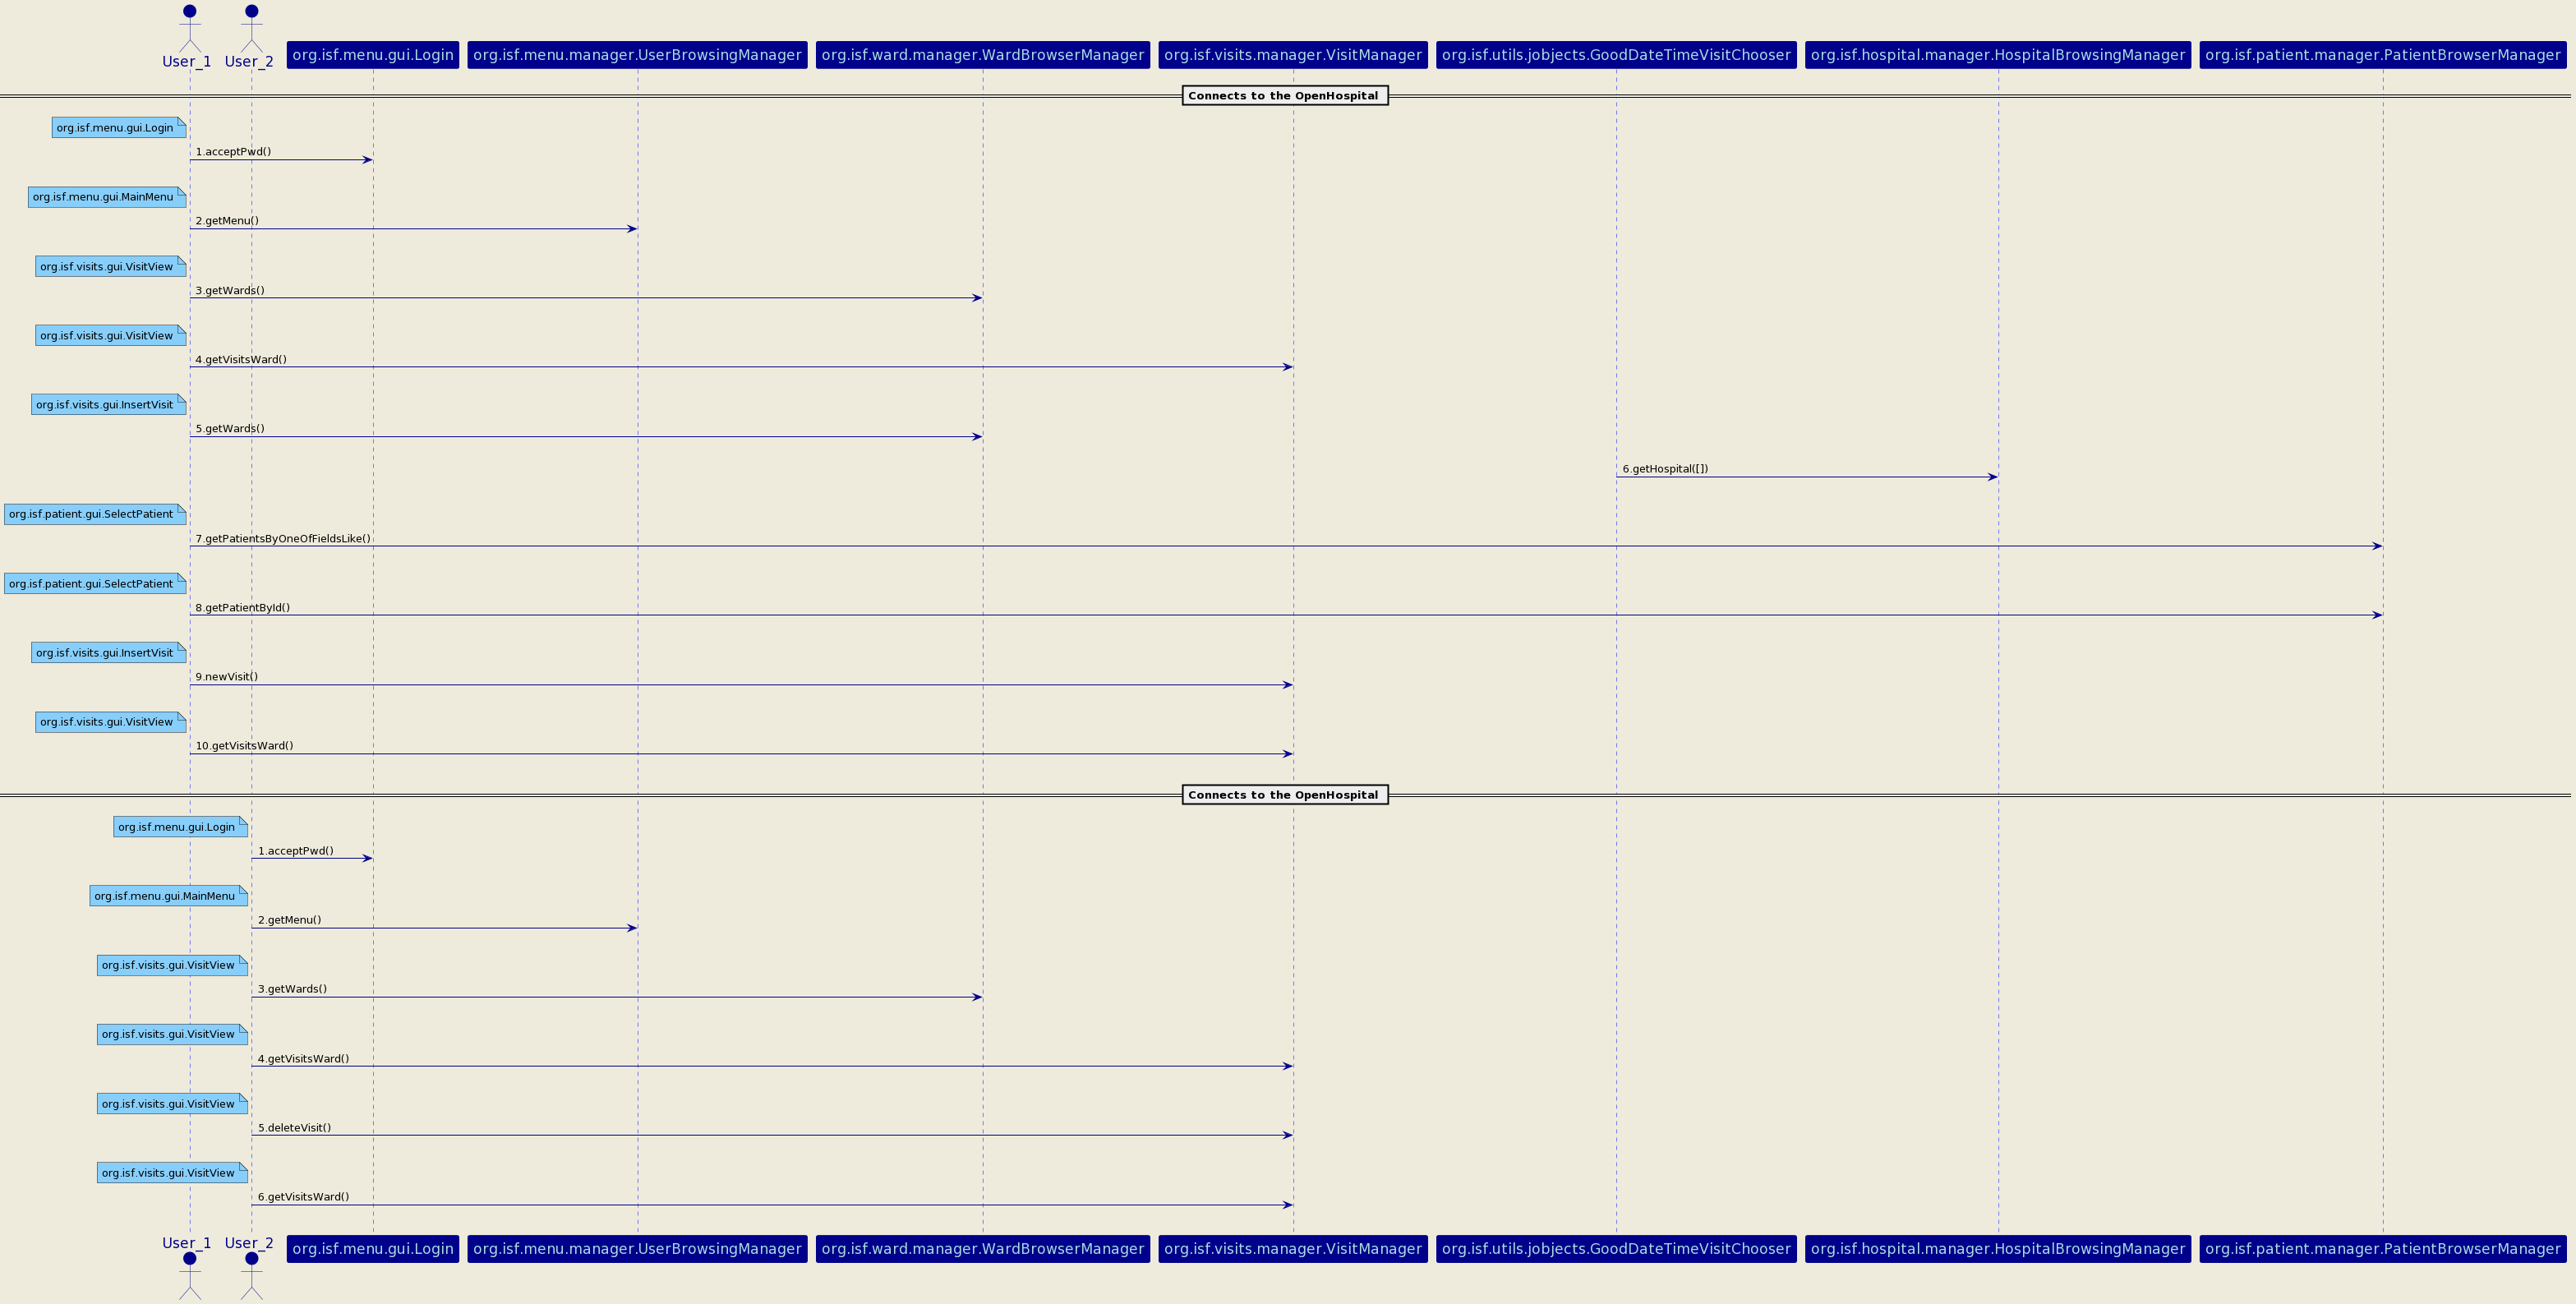 User_1
User_2
org.isf.menu.gui.Login
org.isf.menu.manager.UserBrowsingManager
org.isf.ward.manager.WardBrowserManager
org.isf.visits.manager.VisitManager
org.isf.utils.jobjects.GoodDateTimeVisitChooser
org.isf.hospital.manager.HospitalBrowsingManager
org.isf.patient.manager.PatientBrowserManager
Connects to the OpenHospital
org.isf.menu.gui.Login
1.acceptPwd()
org.isf.menu.gui.MainMenu
2.getMenu()
org.isf.visits.gui.VisitView
3.getWards()
org.isf.visits.gui.VisitView
4.getVisitsWard()
org.isf.visits.gui.InsertVisit
5.getWards()
6.getHospital([])
org.isf.patient.gui.SelectPatient
7.getPatientsByOneOfFieldsLike()
org.isf.patient.gui.SelectPatient
8.getPatientById()
org.isf.visits.gui.InsertVisit
9.newVisit()
org.isf.visits.gui.VisitView
10.getVisitsWard()
Connects to the OpenHospital
org.isf.menu.gui.Login
1.acceptPwd()
org.isf.menu.gui.MainMenu
2.getMenu()
org.isf.visits.gui.VisitView
3.getWards()
org.isf.visits.gui.VisitView
4.getVisitsWard()
org.isf.visits.gui.VisitView
5.deleteVisit()
org.isf.visits.gui.VisitView
6.getVisitsWard()
User_1
User_2
org.isf.menu.gui.Login
org.isf.menu.manager.UserBrowsingManager
org.isf.ward.manager.WardBrowserManager
org.isf.visits.manager.VisitManager
org.isf.utils.jobjects.GoodDateTimeVisitChooser
org.isf.hospital.manager.HospitalBrowsingManager
org.isf.patient.manager.PatientBrowserManager